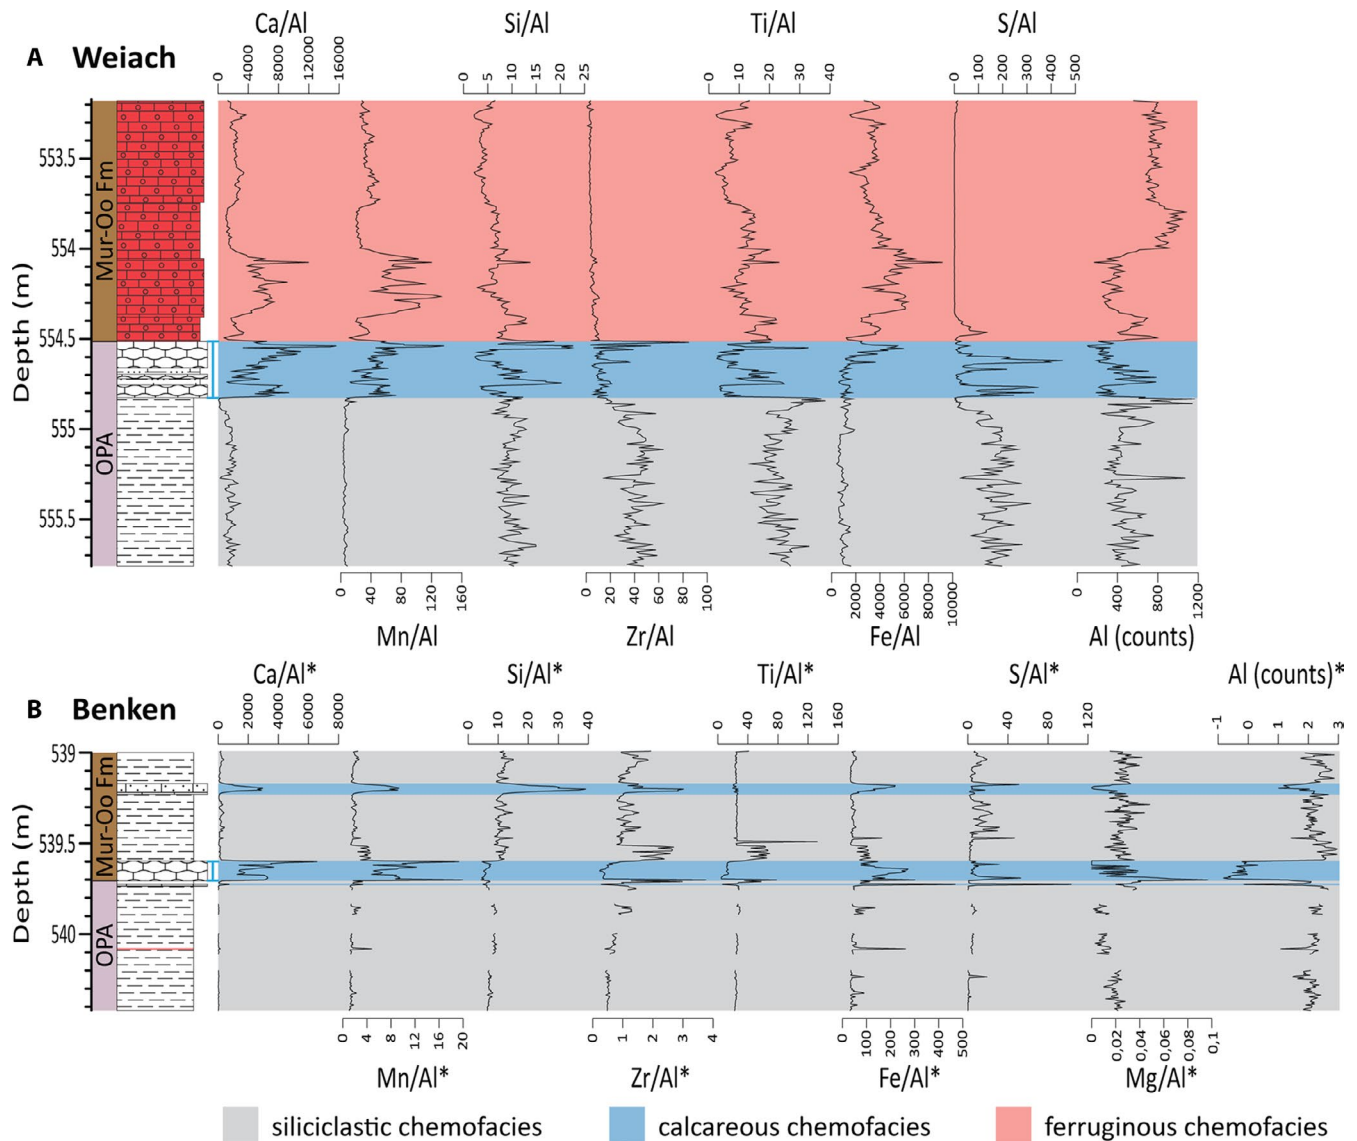 Ca/Al Si/Al Ti/Al S/Al
A Weiach
0 4000 8000 12000 16000 0 5 10 15 20 25 0 10 20 30 40 0 100 200 300 400 500
Depth (m)
Mur-Oo Fm
OPA
553.5
554
554.5
555
555.5
0 40 80 120 160 0 20 40 60 80 100 0 2000 4000 6000 8000 10000 0 400 800 1200
Mn/Al Zr/Al Fe/Al Al (counts)
Ca/Al* Si/Al* Ti/Al* S/Al* Al (counts)*
B Benken
0 2000 4000 8000 0 10 20 30 40 0 40 80 120 160 0 40 80 120 −1 0 1 2 3
Depth (m)
Mur-Oo Fm
OPA
539
539.5
540
0 4 8 12 16 20 0 1 2 3 4 0 100 200 300 400 500 0 0,02 0,04 0,06 0,08 0,1
Mn/Al* Zr/Al* Fe/Al* Mg/Al*
siliciclastic chemofacies calcareous chemofacies ferruginous chemofacies